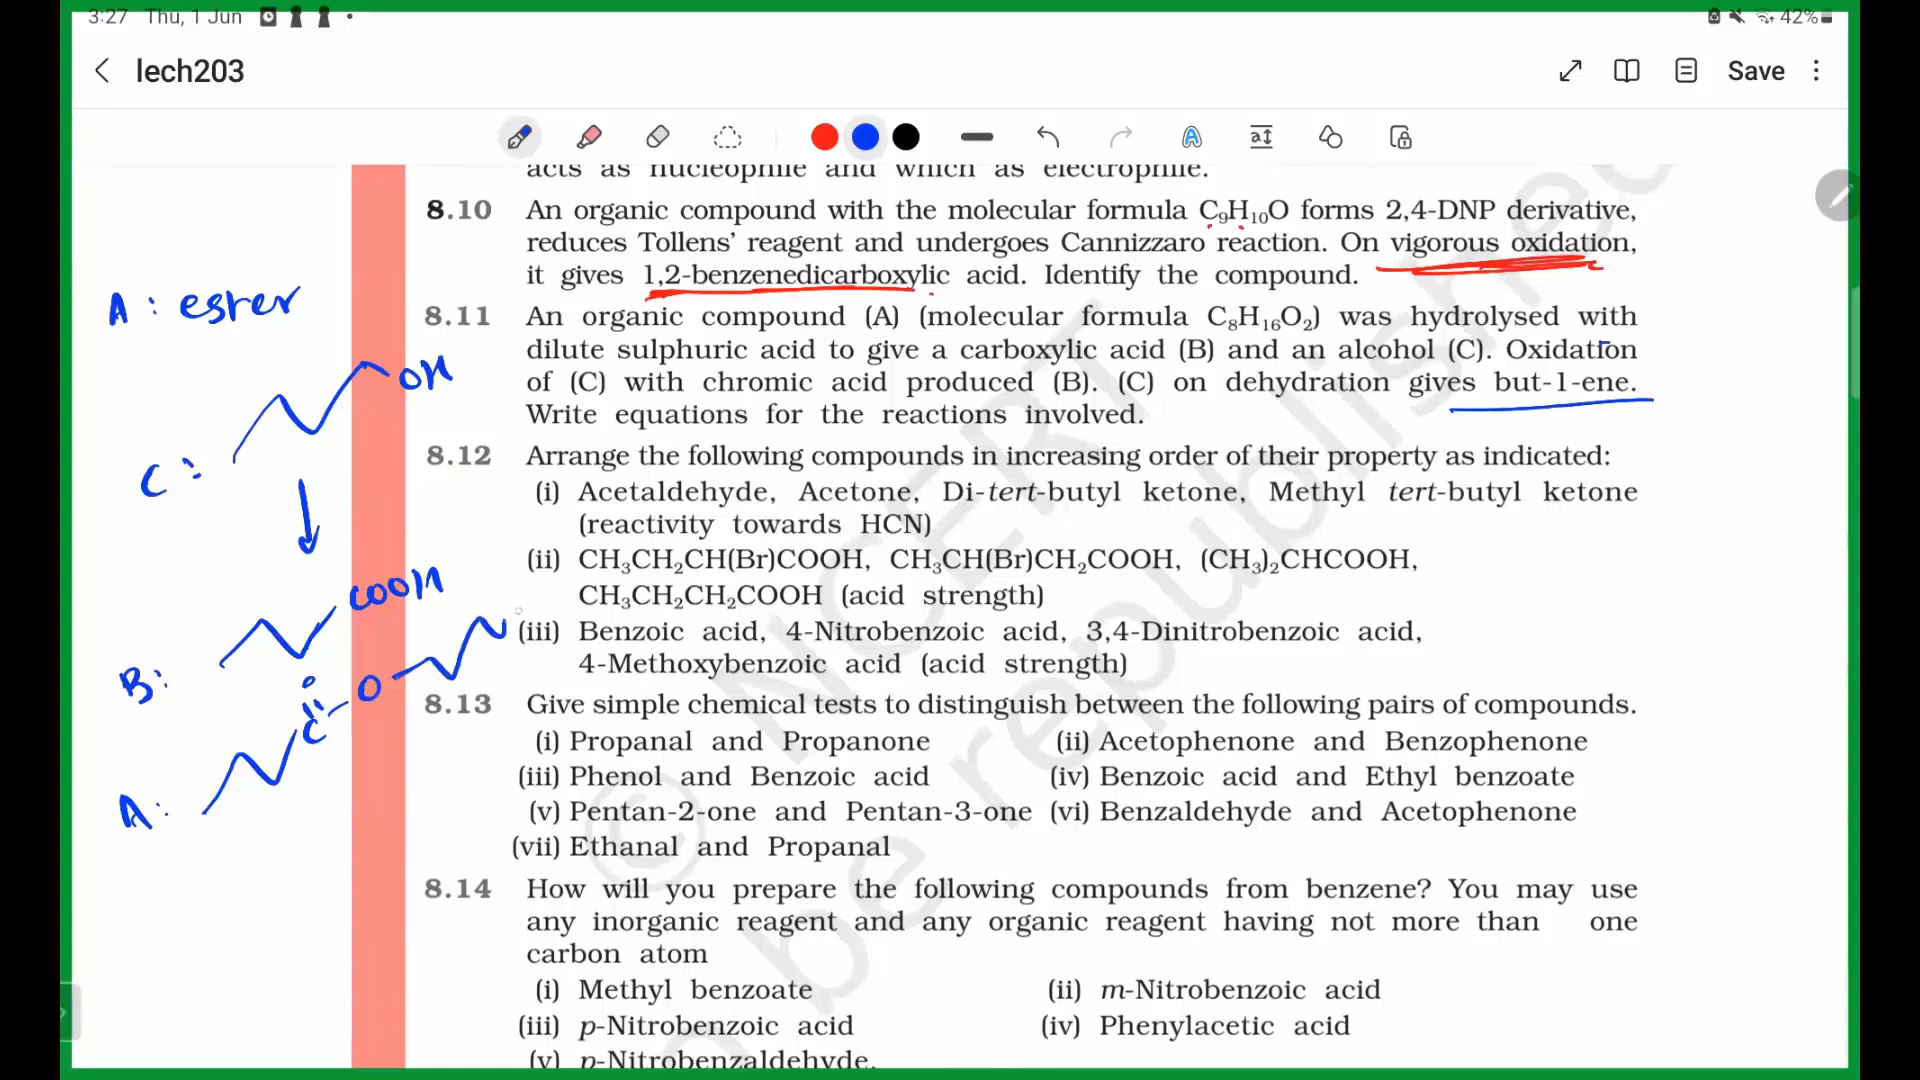 3:27 Thu, 1 Jun
42%
lech203
Save
acts as nucleophile and which as electrophile.
8.10 An organic compound with the molecular formula C₉H₁₀O forms 2,4-DNP derivative,
reduces Tollens’ reagent and undergoes Cannizzaro reaction. On vigorous oxidation,
it gives 1,2-benzenedicarboxylic acid. Identify the compound.
8.11 An organic compound (A) (molecular formula C₈H₁₆O₂) was hydrolysed with
dilute sulphuric acid to give a carboxylic acid (B) and an alcohol (C). Oxidation
of (C) with chromic acid produced (B). (C) on dehydration gives but-1-ene.
Write equations for the reactions involved.
8.12 Arrange the following compounds in increasing order of their property as indicated:
(i) Acetaldehyde, Acetone, Di-tert-butyl ketone, Methyl tert-butyl ketone
(reactivity towards HCN)
(ii) CH₃CH₂CH(Br)COOH, CH₃CH(Br)CH₂COOH, (CH₃)₂CHCOOH,
CH₃CH₂CH₂COOH (acid strength)
(iii) Benzoic acid, 4-Nitrobenzoic acid, 3,4-Dinitrobenzoic acid,
4-Methoxybenzoic acid (acid strength)
8.13 Give simple chemical tests to distinguish between the following pairs of compounds.
(i) Propanal and Propanone (ii) Acetophenone and Benzophenone
(iii) Phenol and Benzoic acid (iv) Benzoic acid and Ethyl benzoate
(v) Pentan-2-one and Pentan-3-one (vi) Benzaldehyde and Acetophenone
(vii) Ethanal and Propanal
8.14 How will you prepare the following compounds from benzene? You may use
any inorganic reagent and any organic reagent having not more than one
carbon atom
(i) Methyl benzoate (ii) m-Nitrobenzoic acid
(iii) p-Nitrobenzoic acid (iv) Phenylacetic acid
(v) p-Nitrobenzaldehyde.
A : ester
OH
C :
COOH
B :
O
C O
A :
© NCERT
be republished